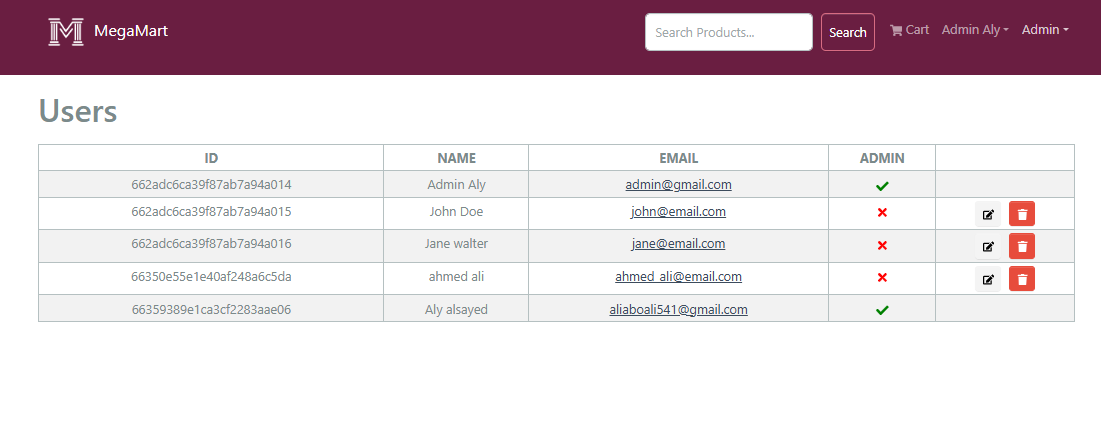 MegaMart
Search Products...
Search
Cart
Admin Aly
Admin
Users
ID NAME EMAIL ADMIN
662adc6ca39f87ab7a94a014 Admin Aly admin@gmail.com
662adc6ca39f87ab7a94a015 John Doe john@email.com
662adc6ca39f87ab7a94a016 Jane walter jane@email.com
66350e55e1e40af248a6c5da ahmed ali ahmed_ali@email.com
66359389e1ca3cf2283aae06 Aly alsayed aliaboali541@gmail.com